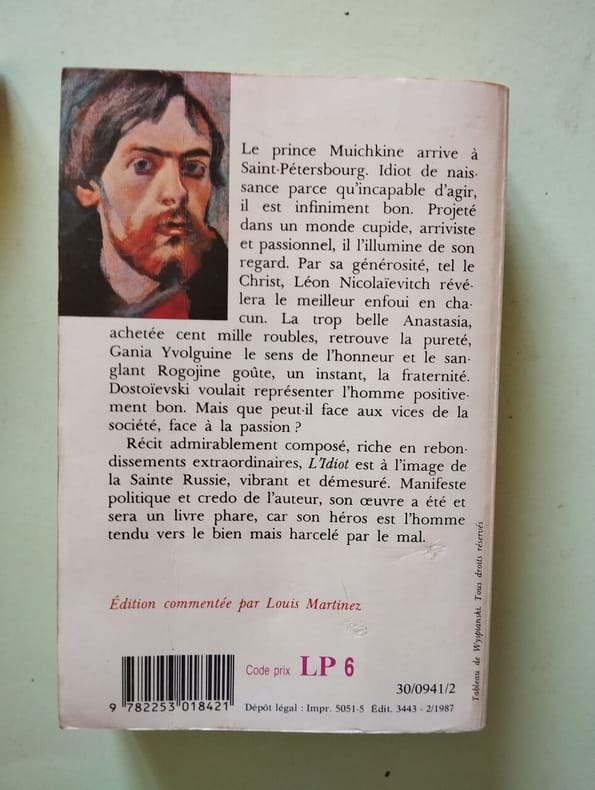 Le prince Muichkine arrive à
Saint-Pétersbourg. Idiot de nais-
sance parce qu'incapable d'agir,
il est infiniment bon. Projeté
dans un monde cupide, arriviste
et passionnel, il l'illumine de son
regard. Par sa générosité, tel le
Christ, Léon Nicolaïevitch révé-
lera le meilleur enfoui en cha-
cun. La trop belle Anastasia,
achetée cent mille roubles, retrouve la pureté,
Gania Yvolguine le sens de l'honneur et le san-
glant Rogojine goûte, un instant, la fraternité.
Dostoïevski voulait représenter l'homme positive-
ment bon. Mais que peut-il face aux vices de la
société, face à la passion ?
Récit admirablement composé, riche en rebon-
dissements extraordinaires, L'Idiot est à l'image de
la Sainte Russie, vibrant et démesuré. Manifeste
politique et credo de l'auteur, son œuvre a été et
sera un livre phare, car son héros est l'homme
tendu vers le bien mais harcelé par le mal.
Édition commentée par Louis Martinez
Tableau de Wyspianski. Tous droits réservés
Code prix LP 6
30/0941/2
9 782253 018421
Dépôt légal : Impr. 5051-5 Édit. 3443 - 2/1987